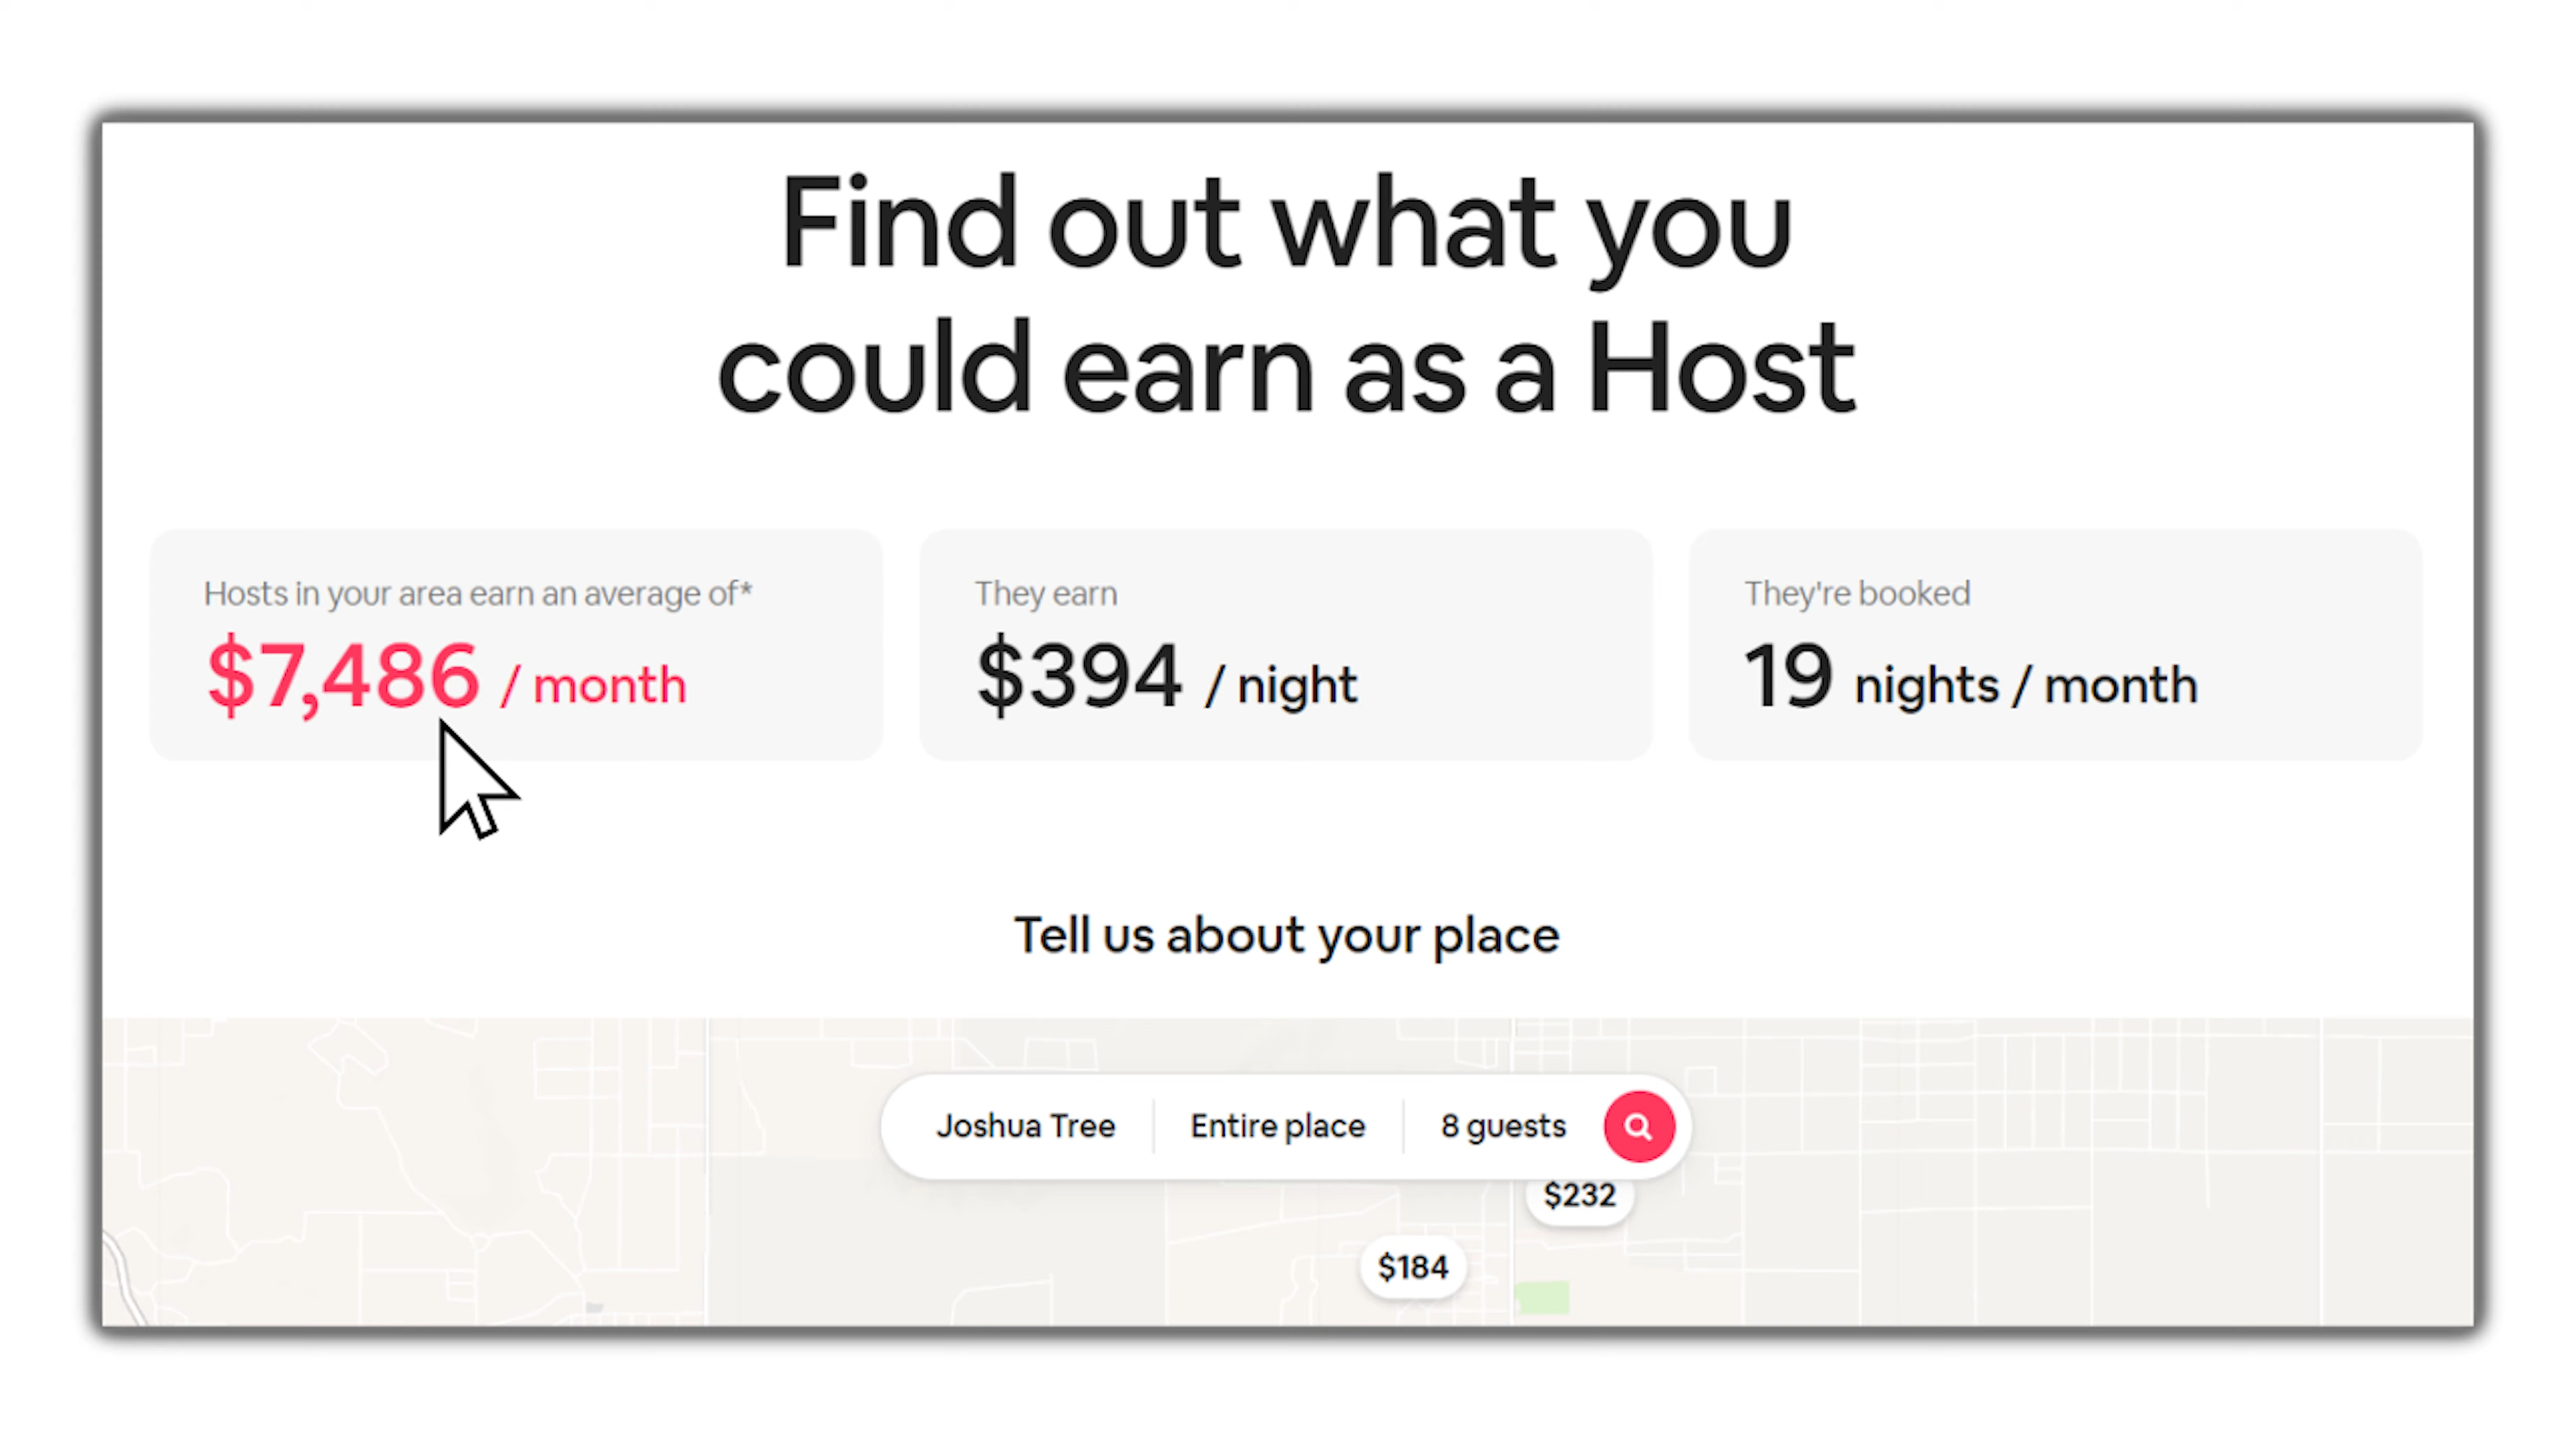 Find out what you
could earn as a Host
Hosts in your area earn an average of*
$7,486 / month
They earn
$394 / night
They're booked
19 nights / month
Tell us about your place
Joshua Tree
Entire place
8 guests
$232
$184